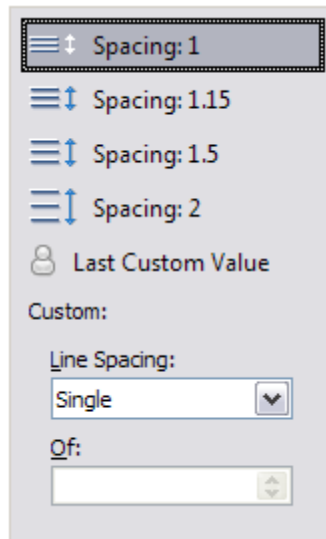 Spacing: 1
Spacing: 1.15
Spacing: 1.5
Spacing: 2
Last Custom Value
Custom:
Line Spacing:
Single
Of: